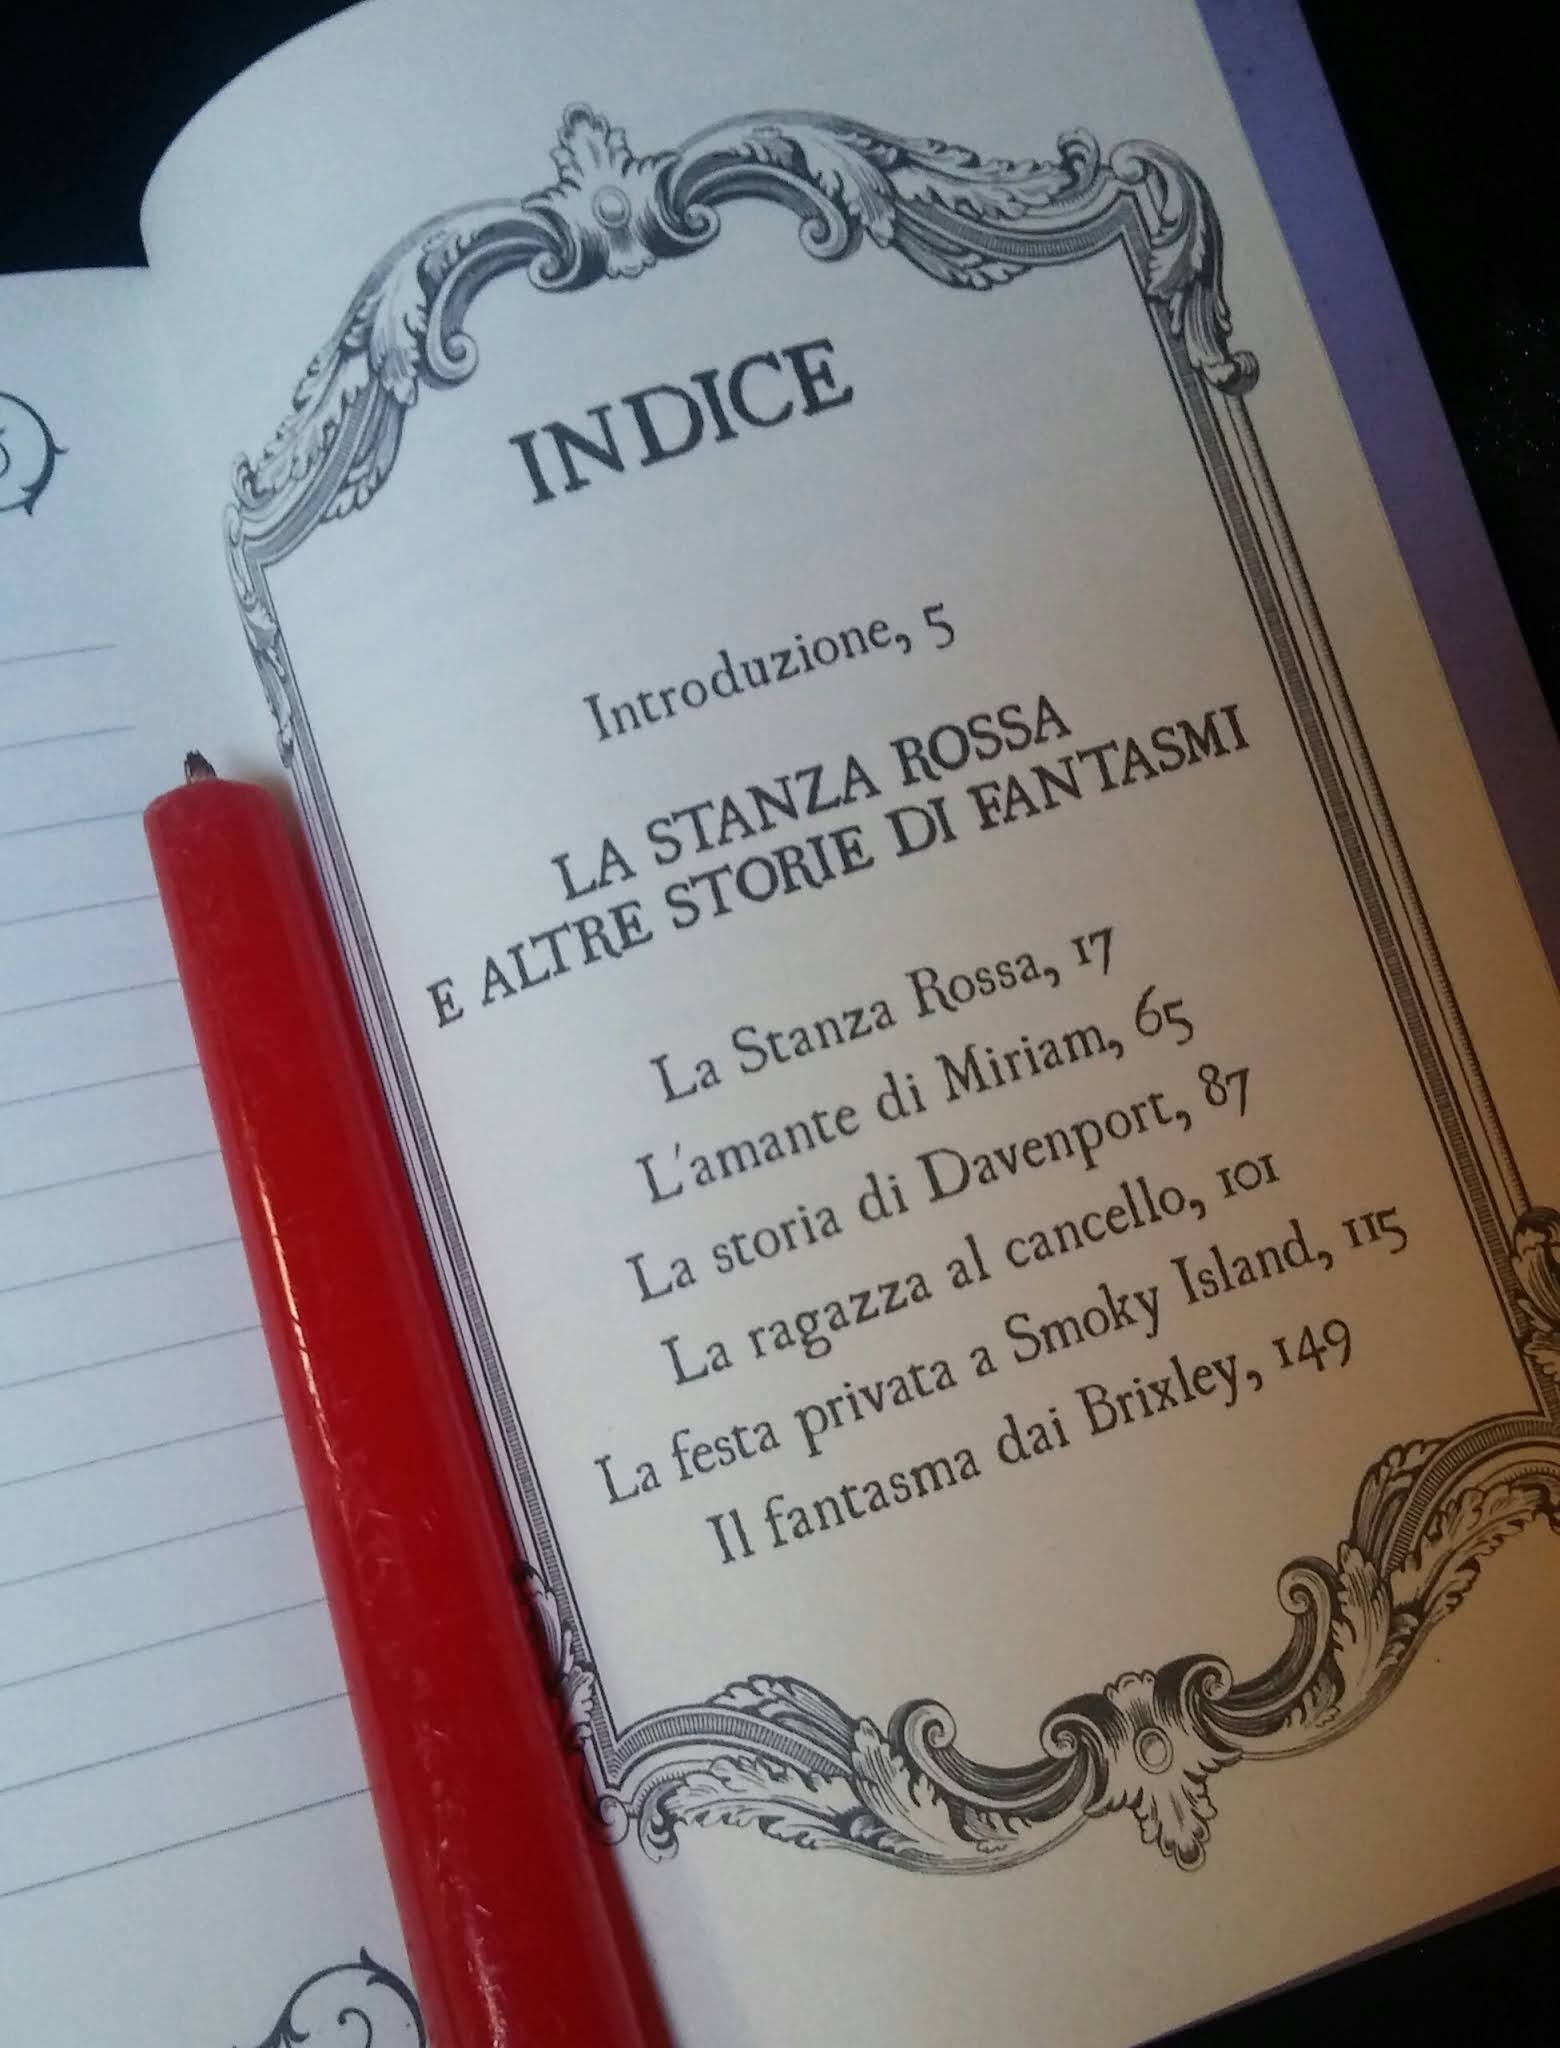 INDICE
Introduzione, 5
LA STANZA ROSSA
E ALTRE STORIE DI FANTASMI
La Stanza Rossa, 17
L'amante di Miriam, 65
La storia di Davenport, 87
La ragazza al cancello, 101
La festa privata a Smoky Island, 115
Il fantasma dai Brixley, 149